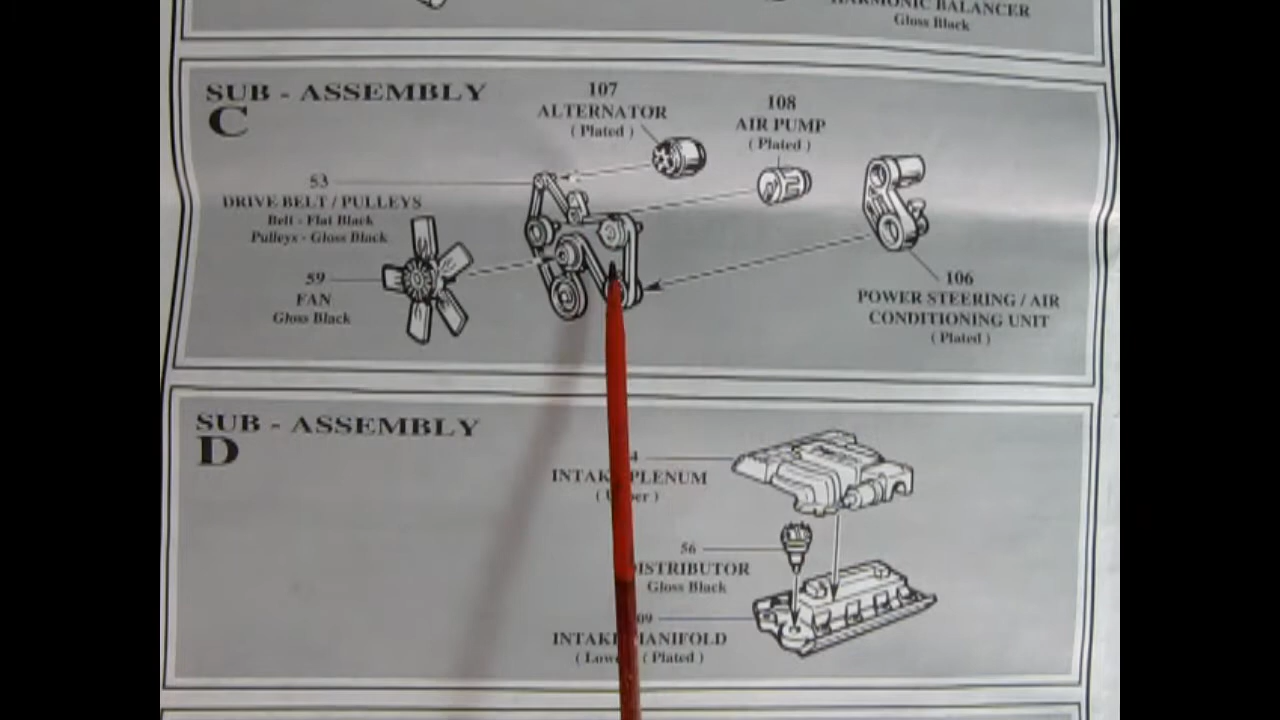 HARMONIC BALANCER
Gloss Black
SUB - ASSEMBLY
C
107
ALTERNATOR
( Plated )
108
AIR PUMP
( Plated )
53
DRIVE BELT / PULLEYS
Belt - Flat Black
Pulleys - Gloss Black
59
FAN
Gloss Black
106
POWER STEERING / AIR
CONDITIONING UNIT
( Plated )
SUB - ASSEMBLY
D
PLENUM
56
DISTRIBUTOR
Gloss Black
INTAKE MANIFOLD
( Plated )